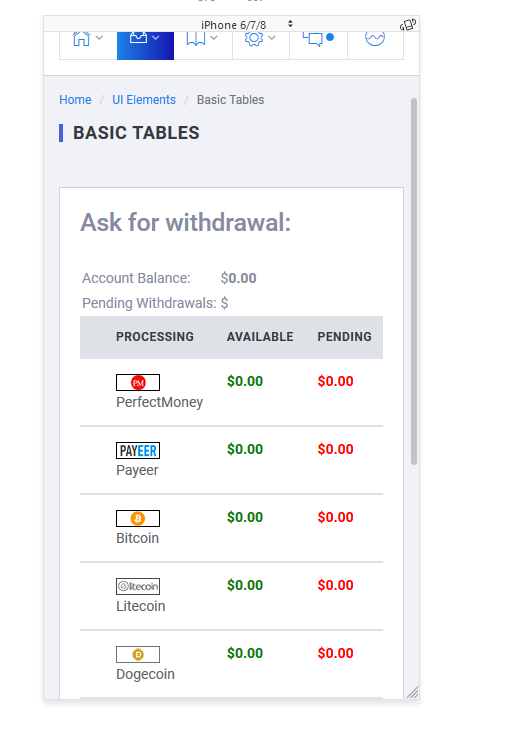 iPhone 6/7/8
Home / UI Elements / Basic Tables
BASIC TABLES
Ask for withdrawal:
Account Balance: $0.00
Pending Withdrawals: $
PROCESSING AVAILABLE PENDING
PM $0.00 $0.00
PerfectMoney
PAYEER $0.00 $0.00
Payeer
$0.00 $0.00
Bitcoin
litecoin $0.00 $0.00
Litecoin
$0.00 $0.00
Dogecoin